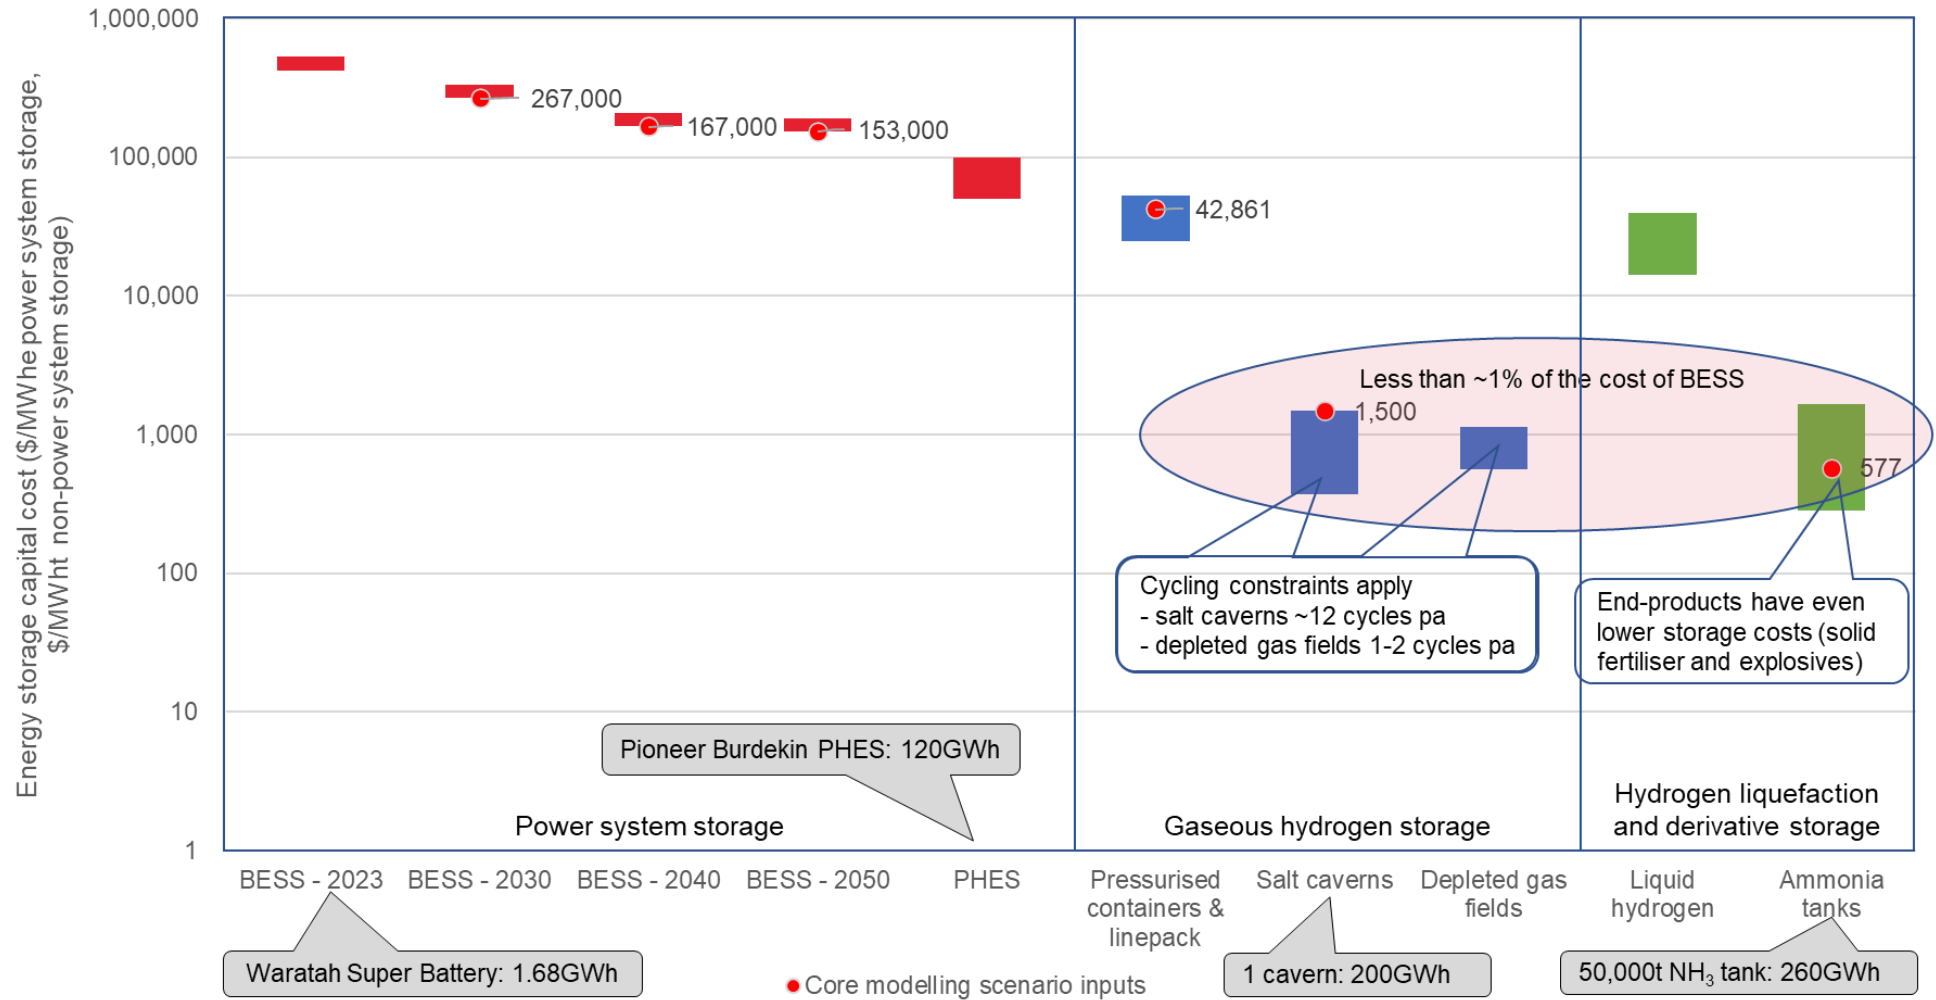 Energy storage capital cost ($/MWhe power system storage,
$/MWht non-power system storage)
1,000,000
100,000
10,000
1,000
100
10
1
267,000
167,000
153,000
42,861
Less than ~1% of the cost of BESS
1,500
577
Cycling constraints apply
- salt caverns ~12 cycles pa
- depleted gas fields 1-2 cycles pa
End-products have even
lower storage costs (solid
fertiliser and explosives)
Pioneer Burdekin PHES: 120GWh
Power system storage
Gaseous hydrogen storage
Hydrogen liquefaction
and derivative storage
BESS - 2023
BESS - 2030
BESS - 2040
BESS - 2050
PHES
Pressurised
containers &
linepack
Salt caverns
Depleted gas
fields
Liquid
hydrogen
Ammonia
tanks
Waratah Super Battery: 1.68GWh
Core modelling scenario inputs
1 cavern: 200GWh
50,000t NH₃ tank: 260GWh